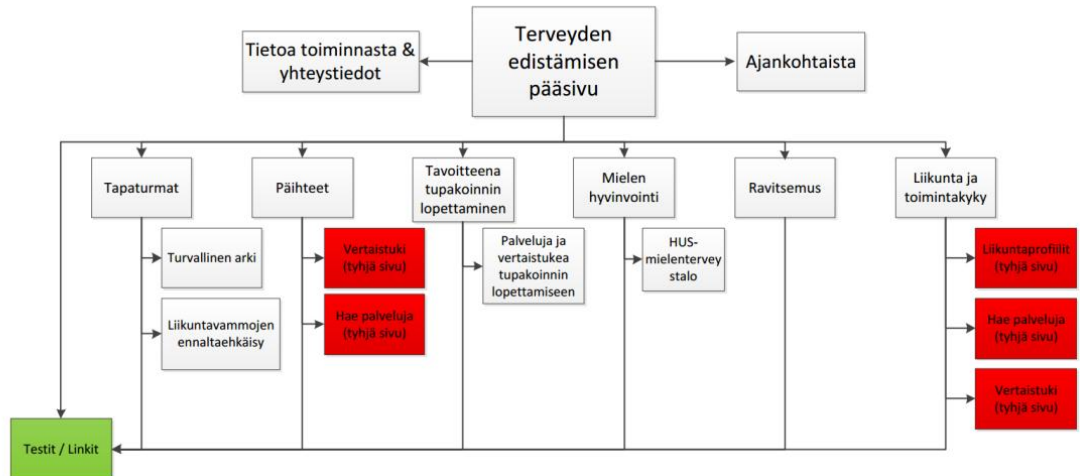 Terveyden
edistämisen
pääsivu
Tietoa toiminnasta &
yhteystiedot
Ajankohtaista
Tapaturmat
Päihteet
Tavoitteena
tupakoinnin
lopettaminen
Mielen
hyvinvointi
Ravitsemus
Liikunta ja
toimintakyky
Turvallinen arki
Liikuntavammojen
ennaltaehkäisy
Vertaistuki
(tyhjä sivu)
Hae palveluja
(tyhjä sivu)
Palveluja ja
vertaistukea
tupakoinnin
lopettamiseen
HUS-
mielentervey
stalo
Liikuntaprofiilit
(tyhjä sivu)
Hae palveluja
(tyhjä sivu)
Vertaistuki
(tyhjä sivu)
Testit / Linkit